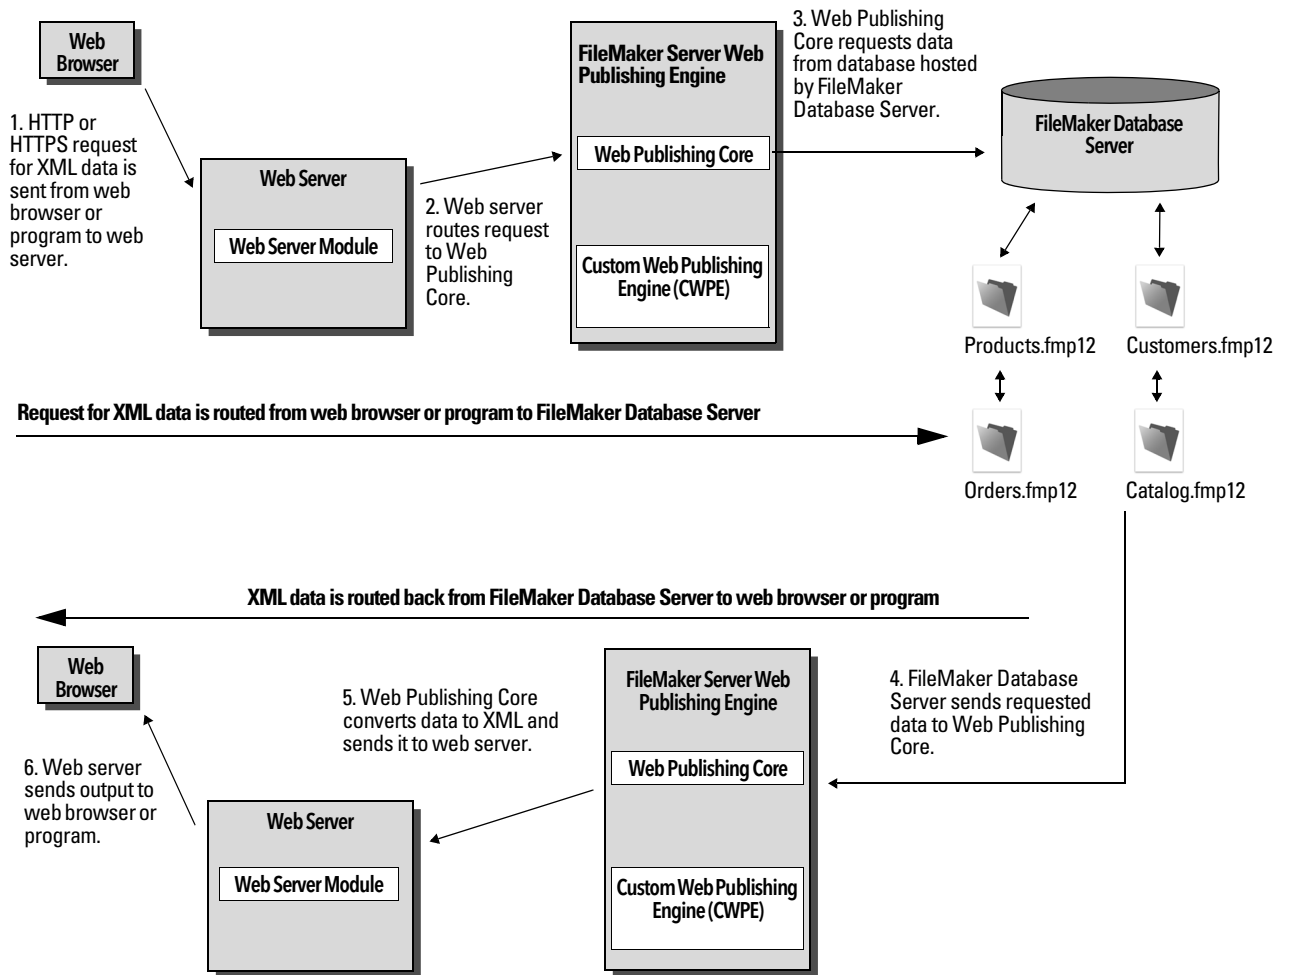 Web
Browser
1. HTTP or
HTTPS request
for XML data is
sent from web
browser or
program to web
server.
Web Server
Web Server Module
2. Web server
routes request
to Web
Publishing
Core.
FileMaker Server Web
Publishing Engine
Web Publishing Core
Custom Web Publishing
Engine (CWPE)
3. Web Publishing
Core requests data
from database hosted
by FileMaker
Database Server.
FileMaker Database
Server
Products.fmp12
Customers.fmp12
Orders.fmp12
Catalog.fmp12
Request for XML data is routed from web browser or program to FileMaker Database Server
XML data is routed back from FileMaker Database Server to web browser or program
4. FileMaker Database
Server sends requested
data to Web Publishing
Core.
FileMaker Server Web
Publishing Engine
Web Publishing Core
Custom Web Publishing
Engine (CWPE)
5. Web Publishing Core
converts data to XML and
sends it to web server.
Web Server
Web Server Module
6. Web server
sends output to
web browser or
program.
Web
Browser